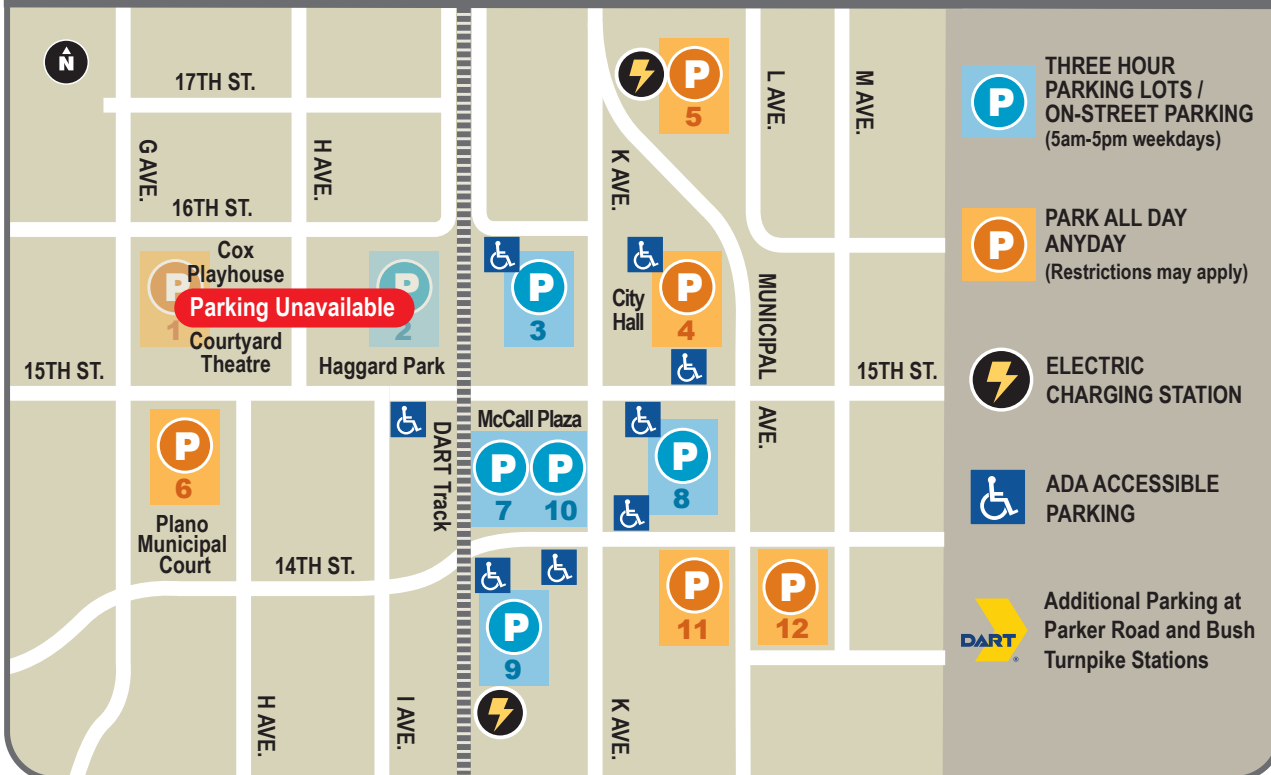 N
17TH ST.
G AVE.
H AVE.
K AVE.
L AVE.
M AVE.
P
5
16TH ST.
Cox
Playhouse
P
1
Parking Unavailable
P
2
Courtyard
Theatre
Haggard Park
P
3
City
Hall
P
4
MUNICIPAL
AVE.
15TH ST.
15TH ST.
P
6
Plano
Municipal
Court
DART Track
McCall Plaza
P
7
P
10
P
8
14TH ST.
P
9
P
11
P
12
H AVE.
I AVE.
K AVE.
P
THREE HOUR
PARKING LOTS /
ON-STREET PARKING
(5am-5pm weekdays)
P
PARK ALL DAY
ANYDAY
(Restrictions may apply)
ELECTRIC
CHARGING STATION
ADA ACCESSIBLE
PARKING
DART
®
Additional Parking at
Parker Road and Bush
Turnpike Stations